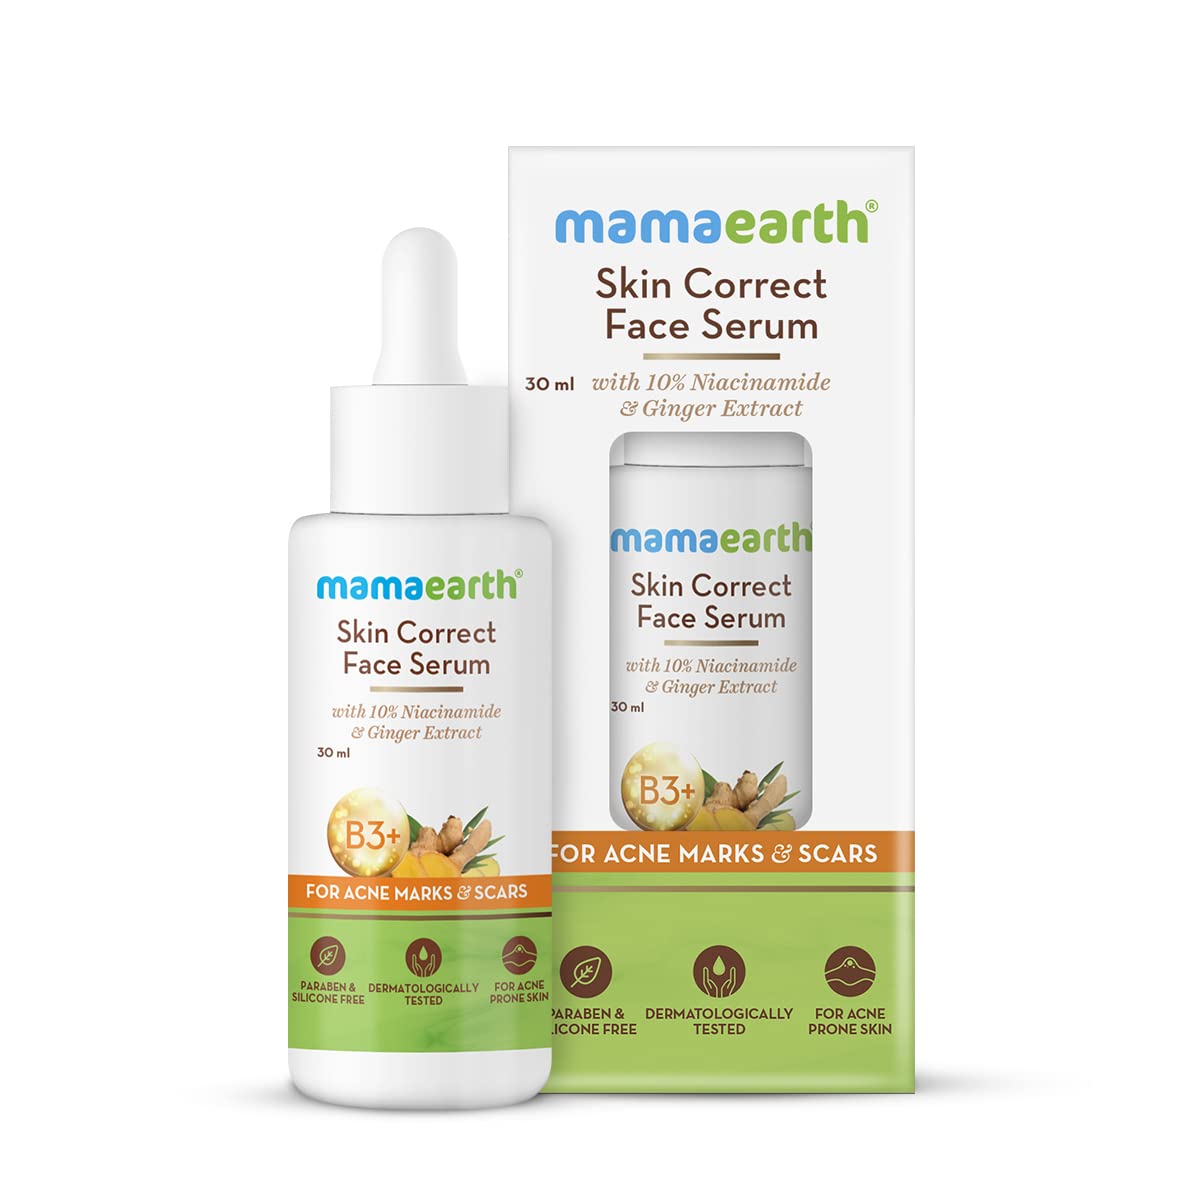 mamaearth®
Skin Correct
Face Serum
with 10% Niacinamide
& Ginger Extract
30 ml
B3+
FOR ACNE MARKS & SCARS
PARABEN &
SILICONE FREE
DERMATOLOGICALLY
TESTED
FOR ACNE
PRONE SKIN
mamaearth®
Skin Correct
Face Serum
30 ml
with 10% Niacinamide
& Ginger Extract
mamaearth
Skin Correct
Face Serum
with 10% Niacinamide
& Ginger Extract
30 ml
B3+
FOR ACNE MARKS & SCARS
PARABEN &
LICONE FREE
DERMATOLOGICALLY
TESTED
FOR ACNE
PRONE SKIN